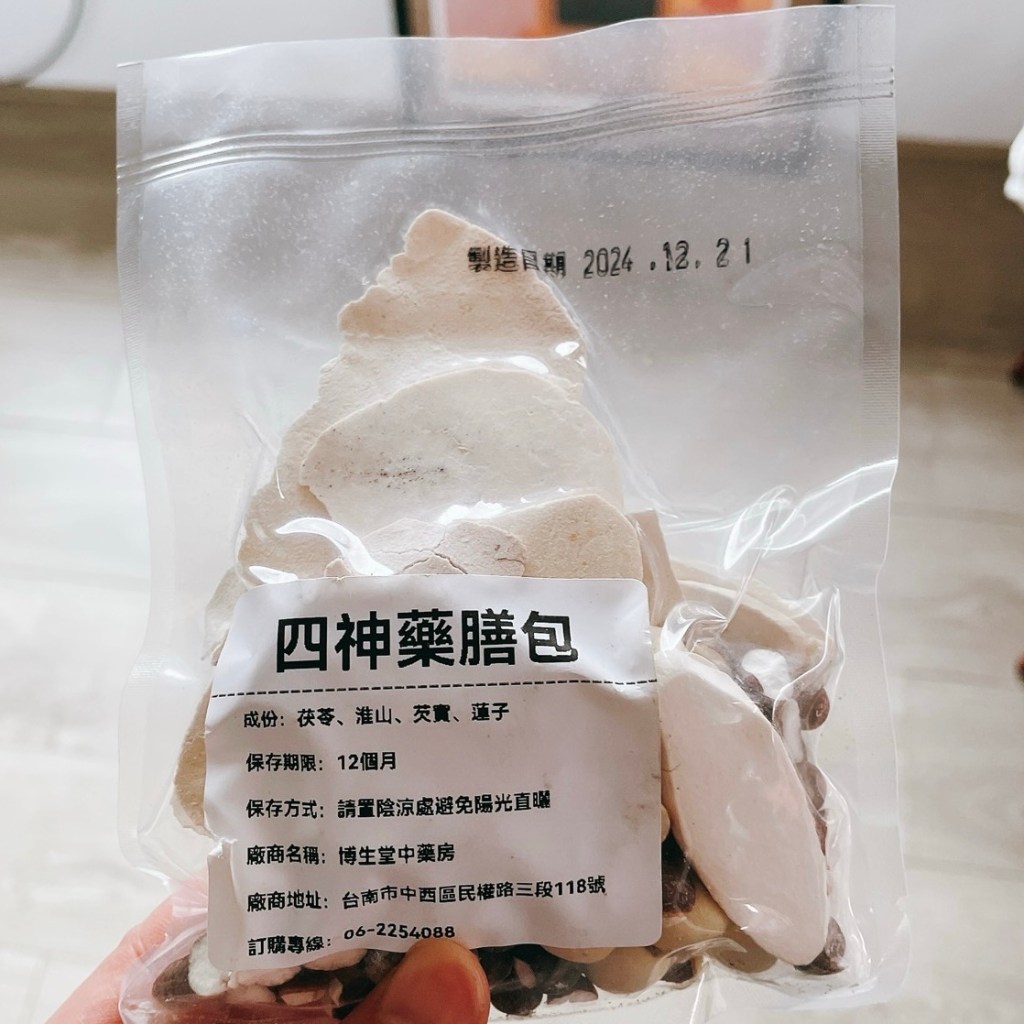 製造日期 2024.12.21
四神藥膳包
成份：茯苓、淮山、芡實、蓮子
保存期限：12個月
保存方式：請置陰涼處避免陽光直曬
廠商名稱：博生堂中藥房
廠商地址：台南市中西區民權路三段118號
訂購專線：06-2254088